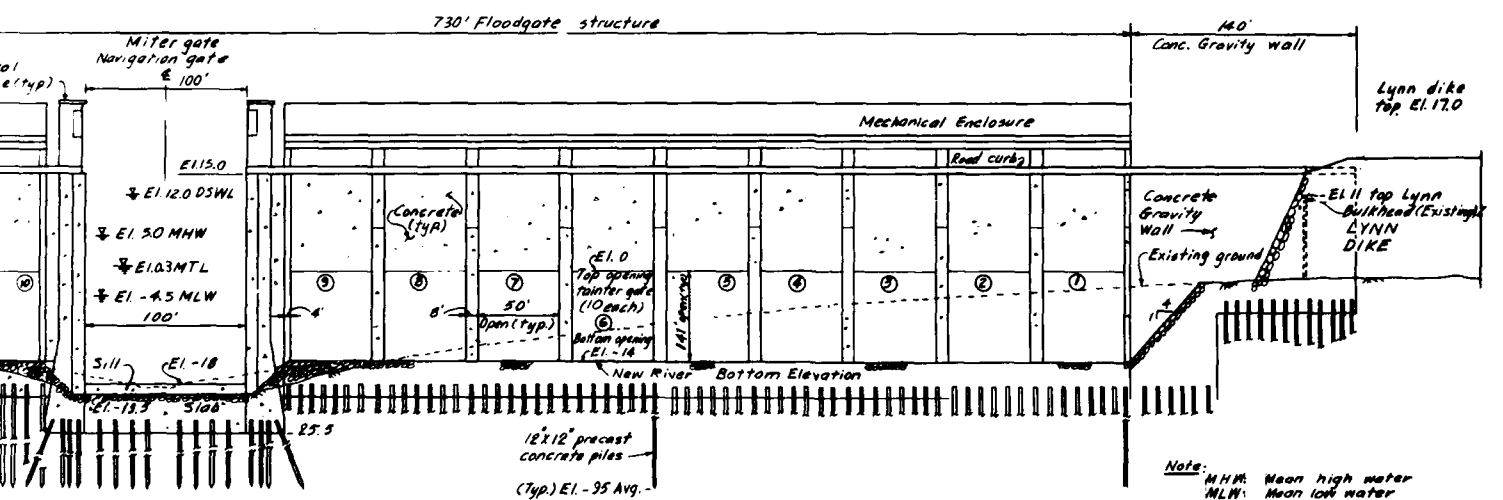 730' Floodgate structure
140'
Conc. Gravity wall
Miter gate
Navigation gate
℄ 100'
e (typ)
Lynn dike
top El. 17.0
Mechanical Enclosure
Road curb
El.15.0
El. 12.0 DSWL
El. 5.0 MHW
El.0.3 MTL
El. -4.5 MLW
100'
Sill
El. -18
El. -19.5
Slab
25.5
Concrete
(typ.)
4'
8'
50'
Open (typ.)
El. 0
Top opening
tainter gate
(10 each)
Bottom opening
El. -14
14' open (typ.)
10
9
8
7
6
5
4
3
2
1
New River Bottom Elevation
Concrete
Gravity
Wall
Existing ground
El. 11 top Lynn
Bulkhead (Existing)
LYNN
DIKE
1
4
12"x12" precast
concrete piles
(Typ.) El. -95 Avg.
Note:
MHW: Mean high water
MLW: Mean low water